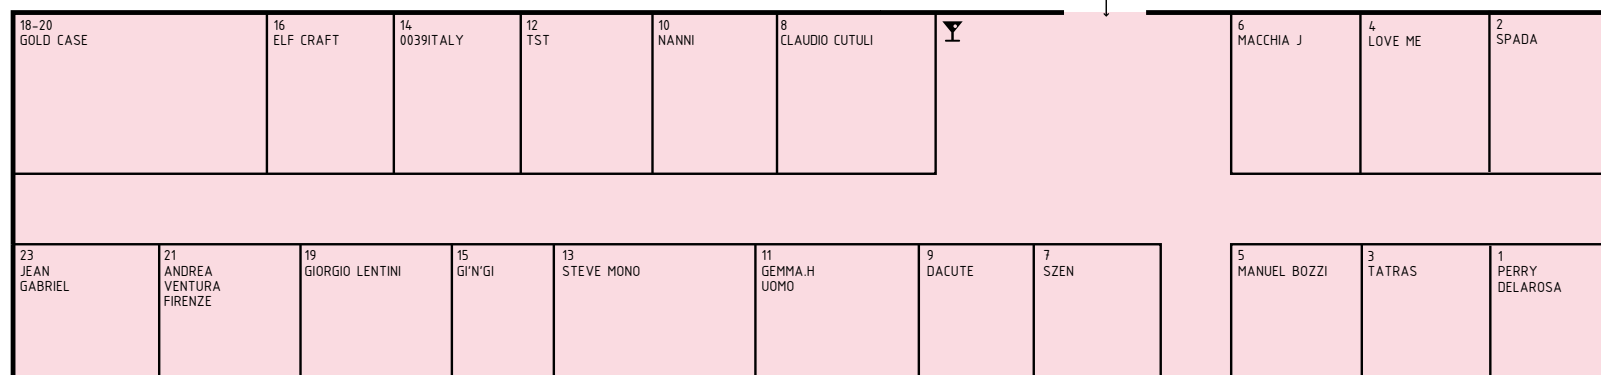 18-20
GOLD CASE
16
ELF CRAFT
14
0039ITALY
12
TST
10
NANNI
8
CLAUDIO CUTULI
6
MACCHIA J
4
LOVE ME
2
SPADA
23
JEAN
GABRIEL
21
ANDREA
VENTURA
FIRENZE
19
GIORGIO LENTINI
15
GI'N'GI
13
STEVE MONO
11
GEMMA.H
UOMO
9
DACUTE
7
SZEN
5
MANUEL BOZZI
3
TATRAS
1
PERRY
DELAROSA